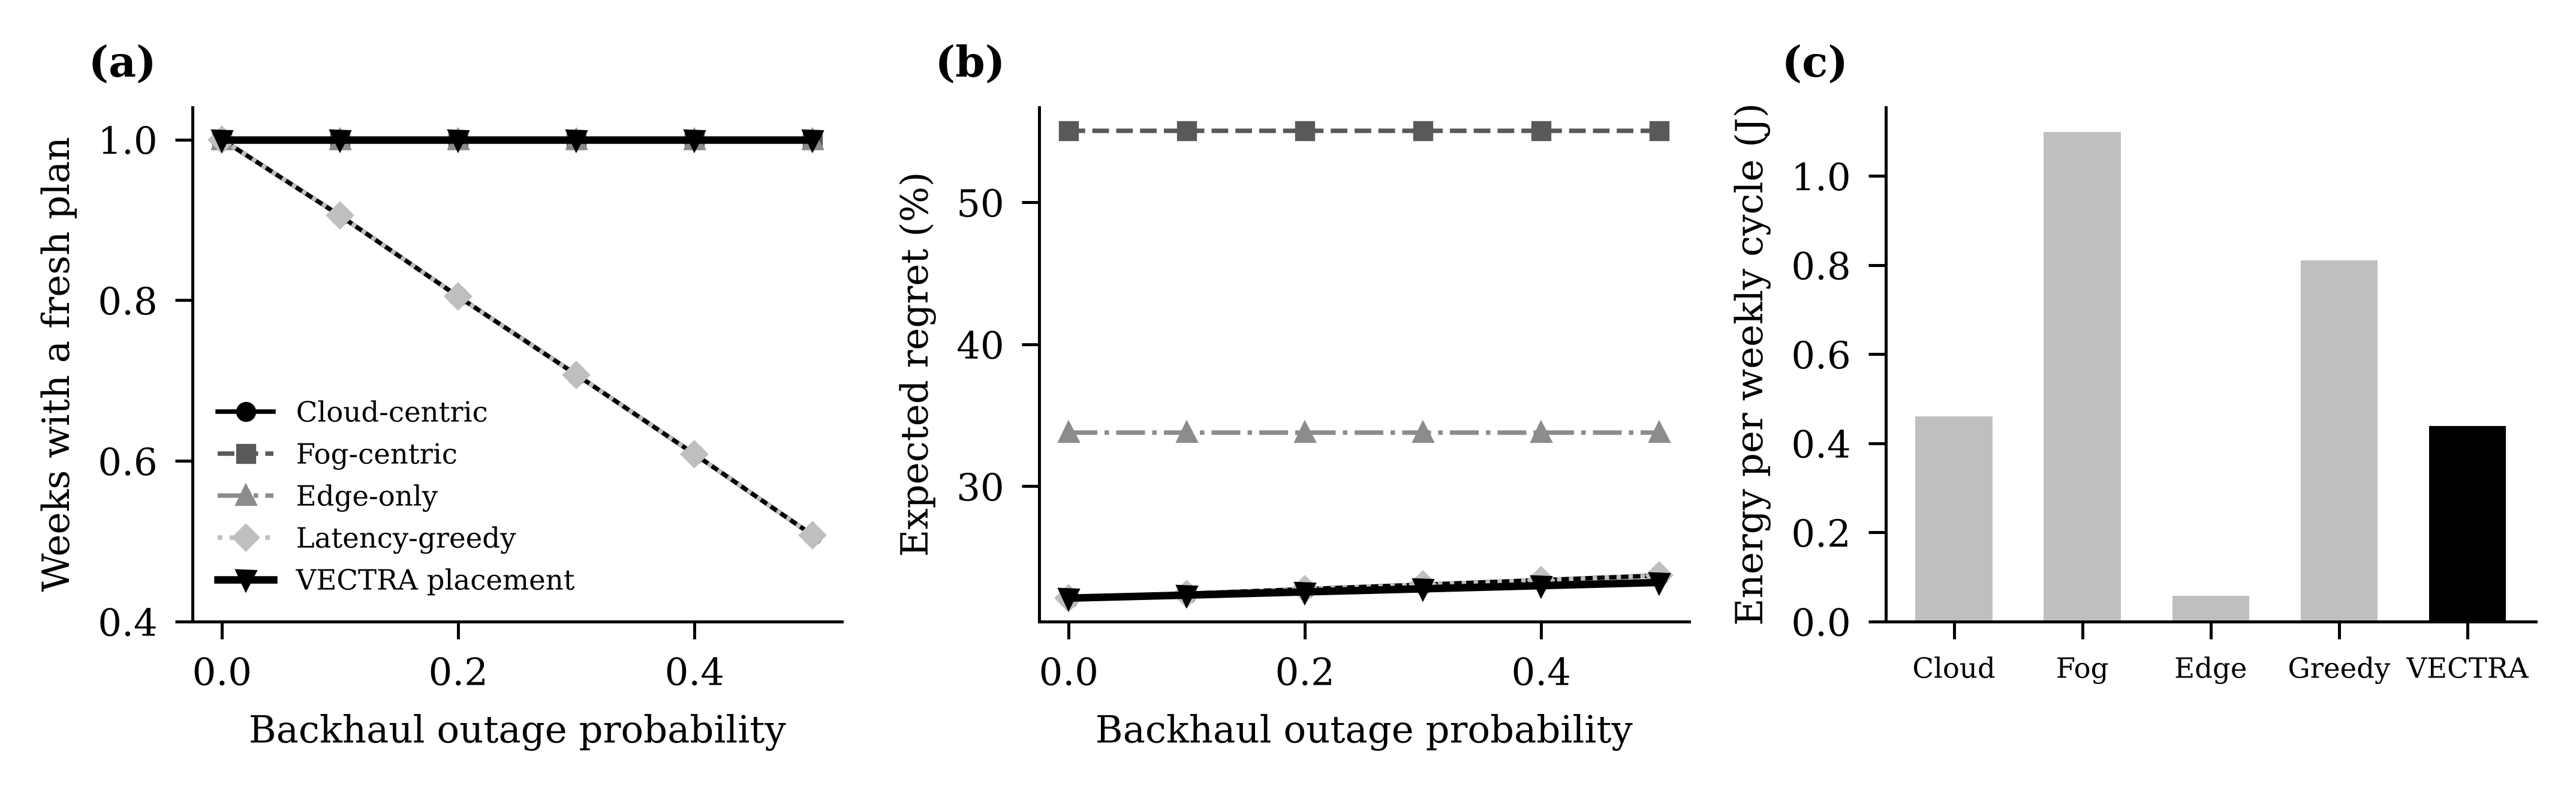 (a)
Weeks with a fresh plan
1.0
0.8
0.6
0.4
Cloud-centric
Fog-centric
Edge-only
Latency-greedy
VECTRA placement
0.0 0.2 0.4
Backhaul outage probability
(b)
Expected regret (%)
50
40
30
0.0 0.2 0.4
Backhaul outage probability
(c)
Energy per weekly cycle (J)
1.0
0.8
0.6
0.4
0.2
0.0
Cloud Fog Edge Greedy VECTRA